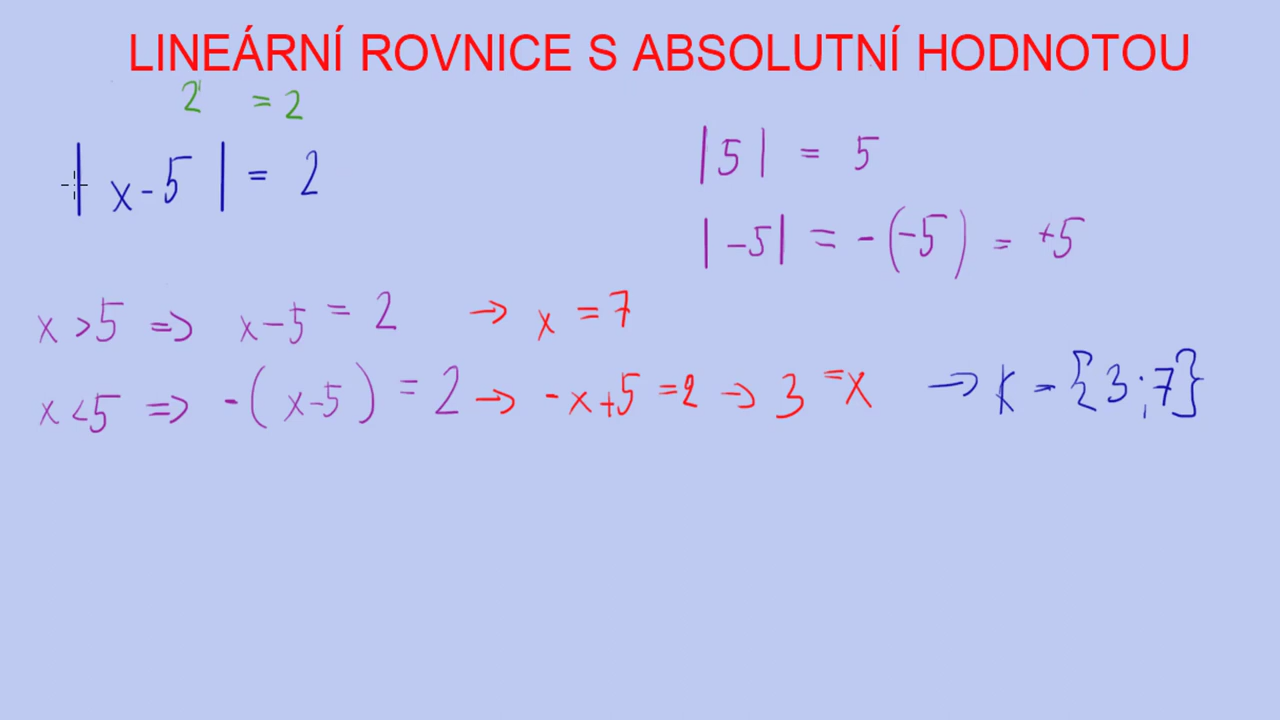 LINEÁRNÍ ROVNICE S ABSOLUTNÍ HODNOTOU
2 = 2
| x - 5 | = 2
|5| = 5
|-5| = -(-5) = +5
x > 5 => x - 5 = 2 → x = 7
x < 5 => -(x-5) = 2 → -x+5 = 2 → 3 = x → K = {3;7}